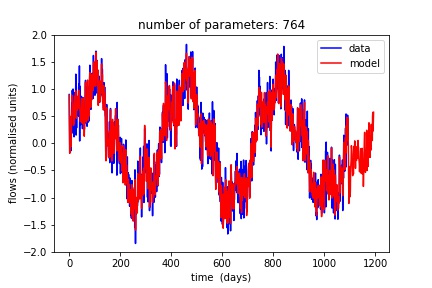 number of parameters: 764
2.0
1.5
1.0
0.5
0.0
−0.5
−1.0
−1.5
−2.0
flows (normalised units)
data
model
0 200 400 600 800 1000 1200
time (days)